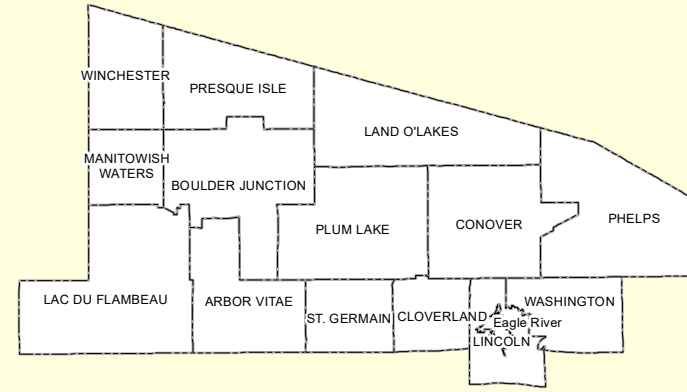 WINCHESTER
PRESQUE ISLE
LAND O'LAKES
MANITOWISH
WATERS
BOULDER JUNCTION
PLUM LAKE
CONOVER
PHELPS
LAC DU FLAMBEAU
ARBOR VITAE
ST. GERMAIN
CLOVERLAND
WASHINGTON
Eagle River
LINCOLN